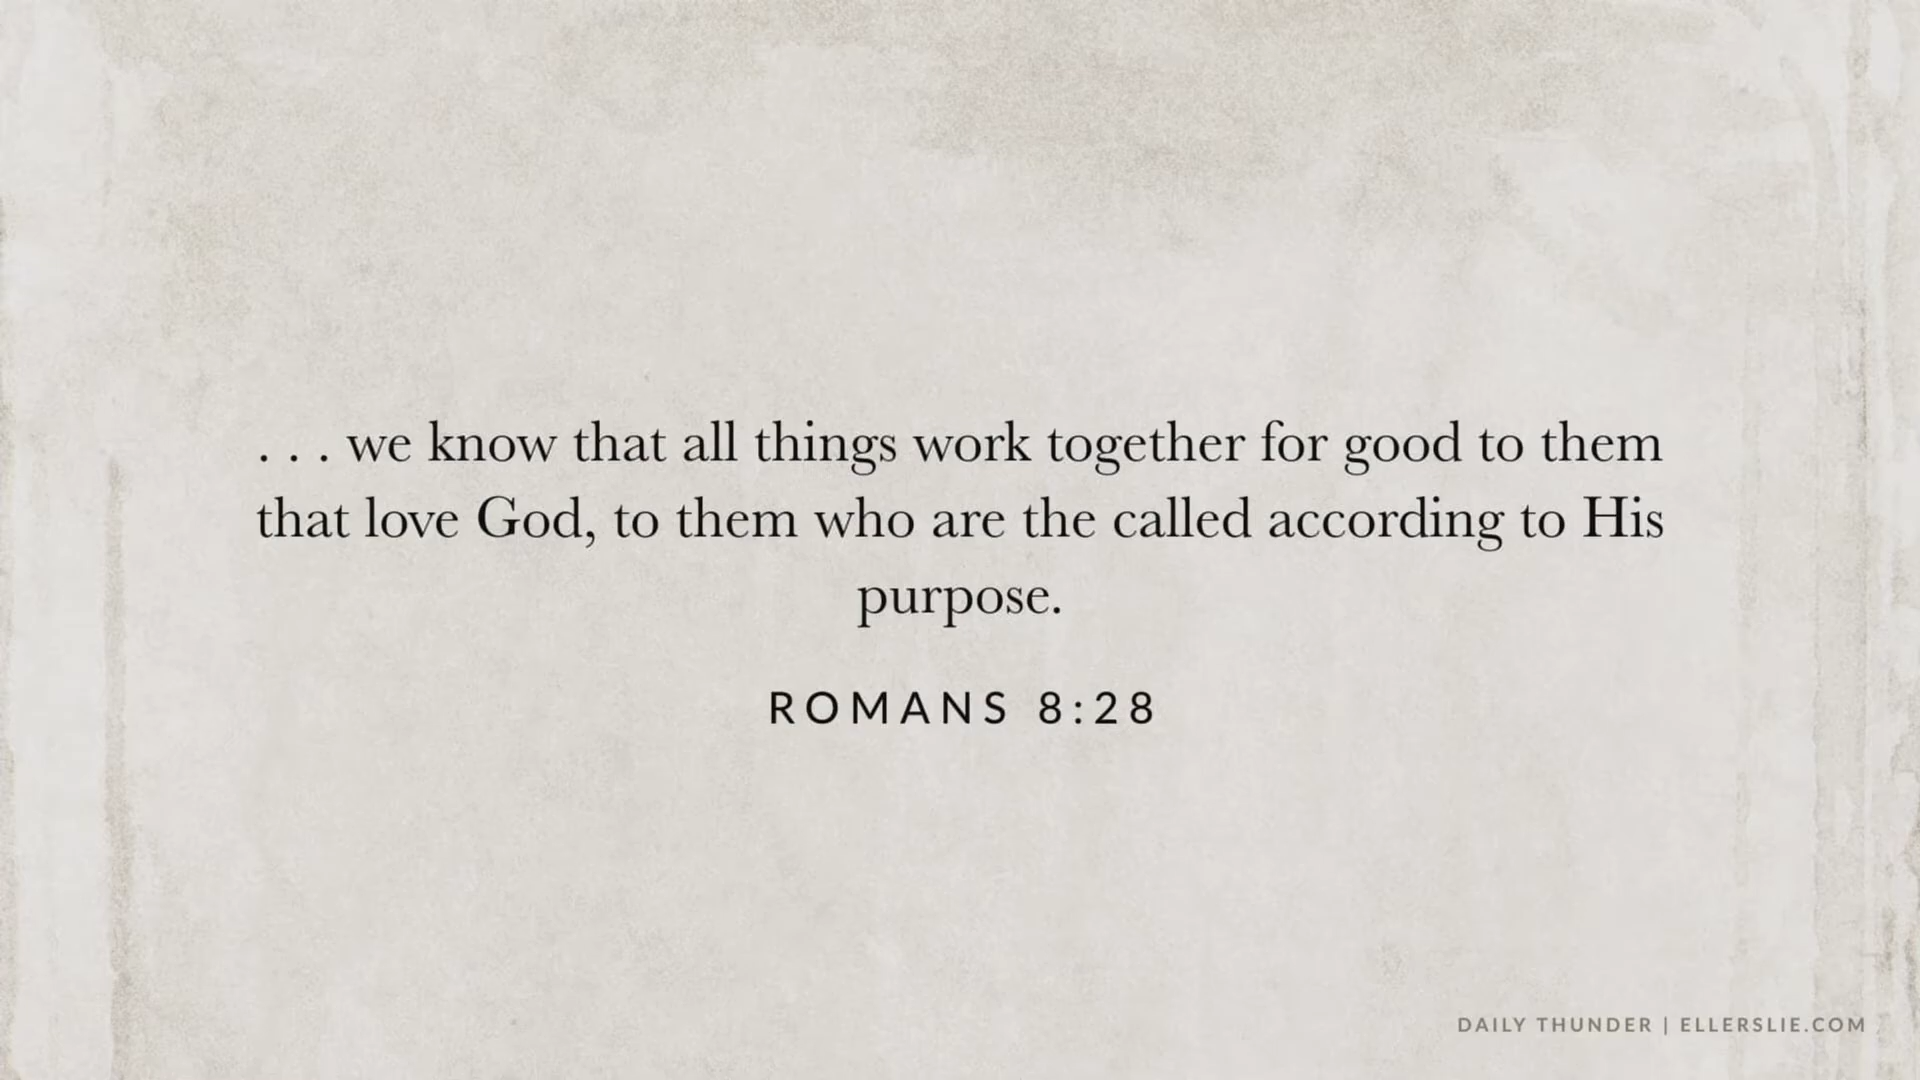 . . . we know that all things work together for good to them
that love God, to them who are the called according to His
purpose.
ROMANS 8:28
DAILY THUNDER | ELLERSLIE.COM